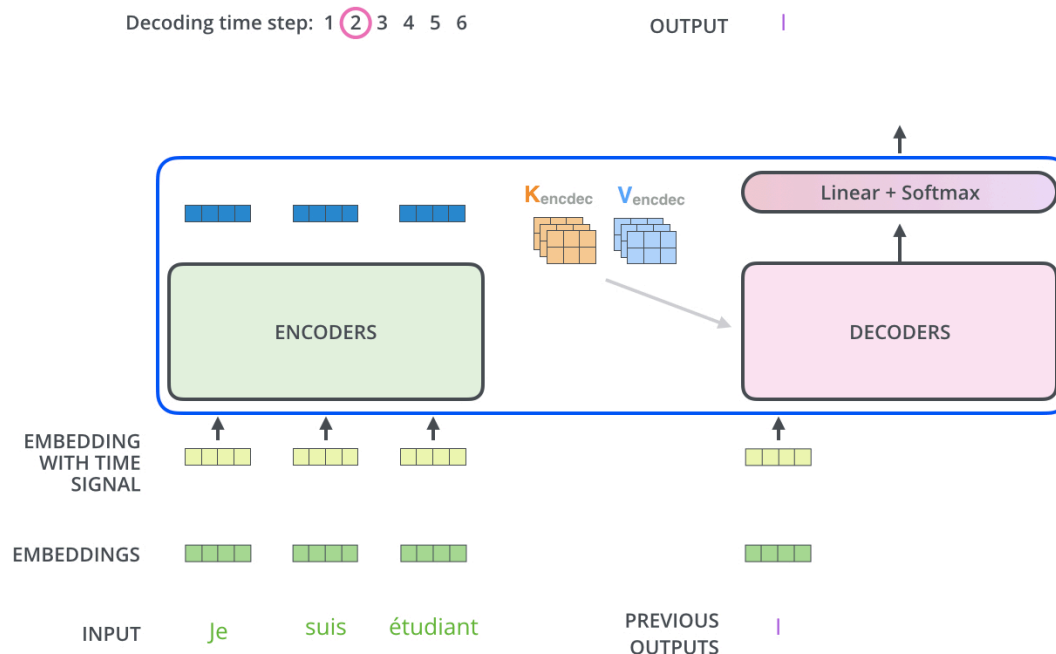 Decoding time step: 1 2 3 4 5 6
OUTPUT I
Kencdec Vencdec
Linear + Softmax
ENCODERS
DECODERS
EMBEDDING
WITH TIME
SIGNAL
EMBEDDINGS
INPUT Je suis étudiant
PREVIOUS
OUTPUTS
I